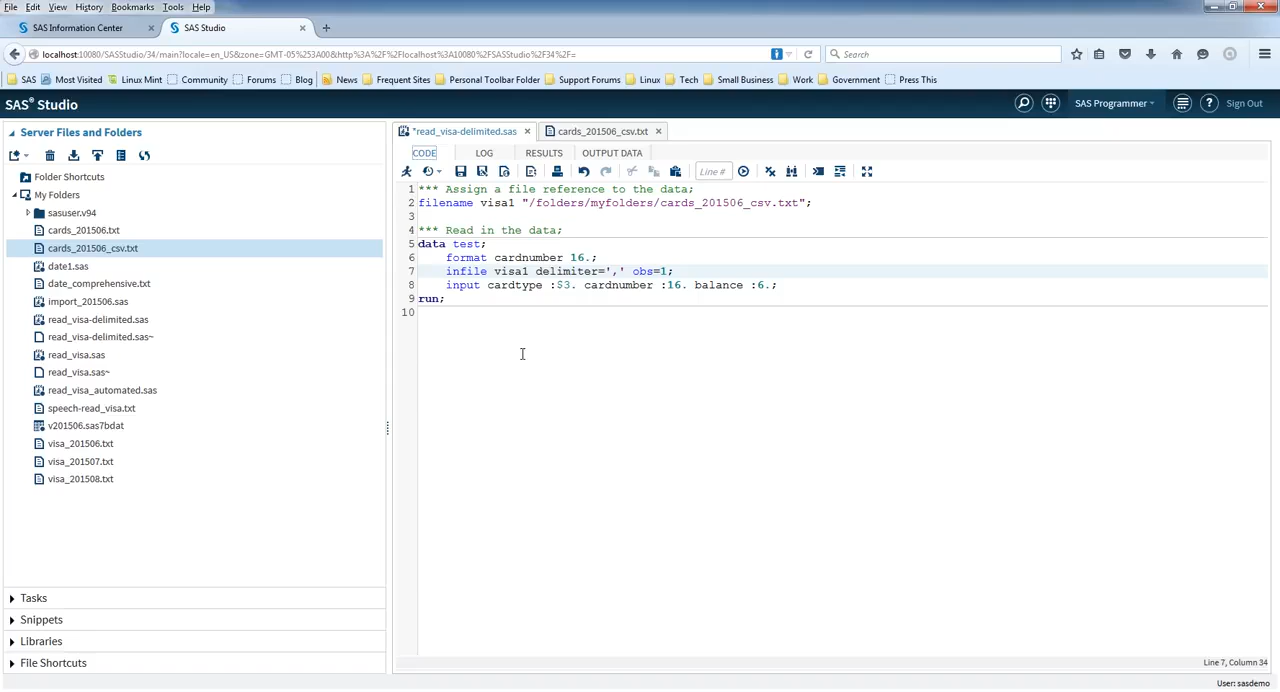 File Edit View History Bookmarks Tools Help
SAS Information Center × SAS Studio × +
localhost:10080/SASStudio/34/main?locale=en_US&zone=GMT-05%253A00&http%3A%2F%2Flocalhost%3A10080%2FSASStudio%2F34%2F= Search
SAS Most Visited Linux Mint Community Forums Blog News Frequent Sites Personal Toolbar Folder Support Forums Linux Tech Small Business Work Government Press This
SAS® Studio SAS Programmer Sign Out
Server Files and Folders
*read_visa-delimited.sas × cards_201506_csv.txt ×
CODE LOG RESULTS OUTPUT DATA
Line #
Folder Shortcuts
My Folders
sasuser.v94
cards_201506.txt
cards_201506_csv.txt
date1.sas
date_comprehensive.txt
import_201506.sas
read_visa-delimited.sas
read_visa-delimited.sas~
read_visa.sas
read_visa.sas~
read_visa_automated.sas
speech-read_visa.txt
v201506.sas7bdat
visa_201506.txt
visa_201507.txt
visa_201508.txt
Tasks
Snippets
Libraries
File Shortcuts
1 *** Assign a file reference to the data;
2 filename visa1 "/folders/myfolders/cards_201506_csv.txt";
3
4 *** Read in the data;
5 data test;
6 format cardnumber 16.;
7 infile visa1 delimiter=',' obs=1;
8 input cardtype :$3. cardnumber :16. balance :6.;
9 run;
10
Line 7, Column 34
User: sasdemo